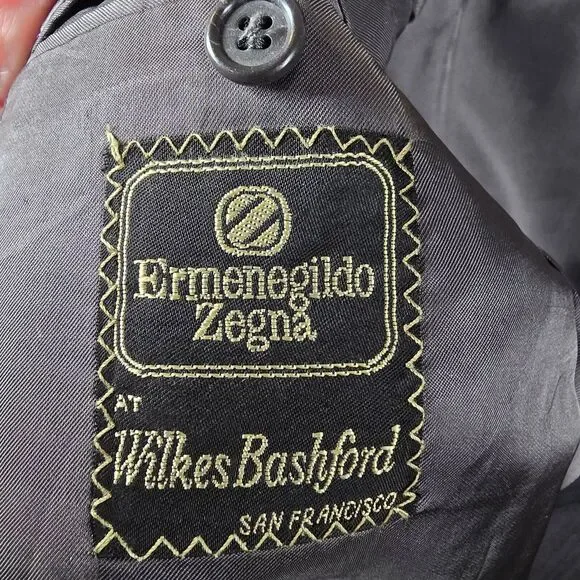 Ermenegildo
Zegna
AT
Wilkes Bashford
SAN FRANCISCO